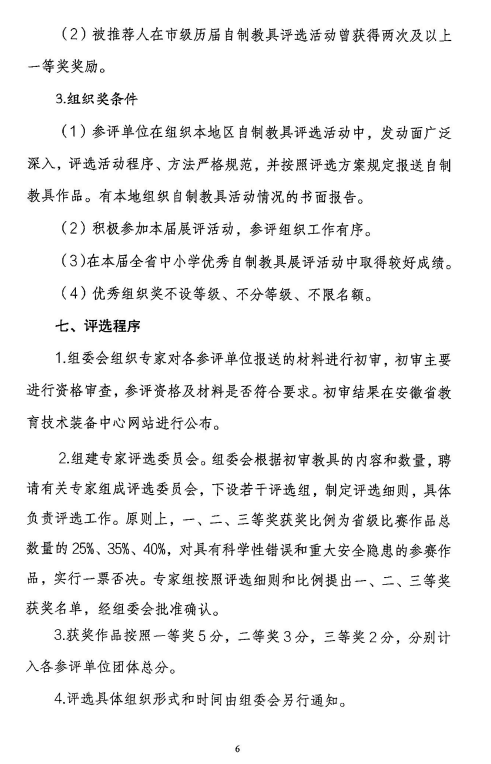 （2）被推荐人在市级历届自制教具评选活动曾获得两次及以上
一等奖奖励。
3.组织奖条件
（1）参评单位在组织本地区自制教具评选活动中，发动面广泛
深入，评选活动程序、方法严格规范，并按照评选方案规定报送自制
教具作品。有本地组织自制教具活动情况的书面报告。
（2）积极参加本届展评活动，参评组织工作有序。
（3)在本届全省中小学优秀自制教具展评活动中取得较好成绩。
（4）优秀组织奖不设等级、不分等级、不限名额。
七、评选程序
1.组委会组织专家对各参评单位报送的材料进行初审，初审主要
进行资格审查，参评资格及材料是否符合要求。初审结果在安徽省教
育技术装备中心网站进行公布。
2.组建专家评选委员会。组委会根据初审教具的内容和数量，聘
请有关专家组成评选委员会，下设若干评选组，制定评选细则，具体
负责评选工作。原则上，一、二、三等奖获奖比例为省级比赛作品总
数量的 25%、35%、40%，对具有科学性错误和重大安全隐患的参赛作
品，实行一票否决。专家组按照评选细则和比例提出一、二、三等奖
获奖名单，经组委会批准确认。
3.获奖作品按照一等奖 5 分，二等奖 3 分，三等奖 2 分，分别计
入各参评单位团体总分。
4.评选具体组织形式和时间由组委会另行通知。
6